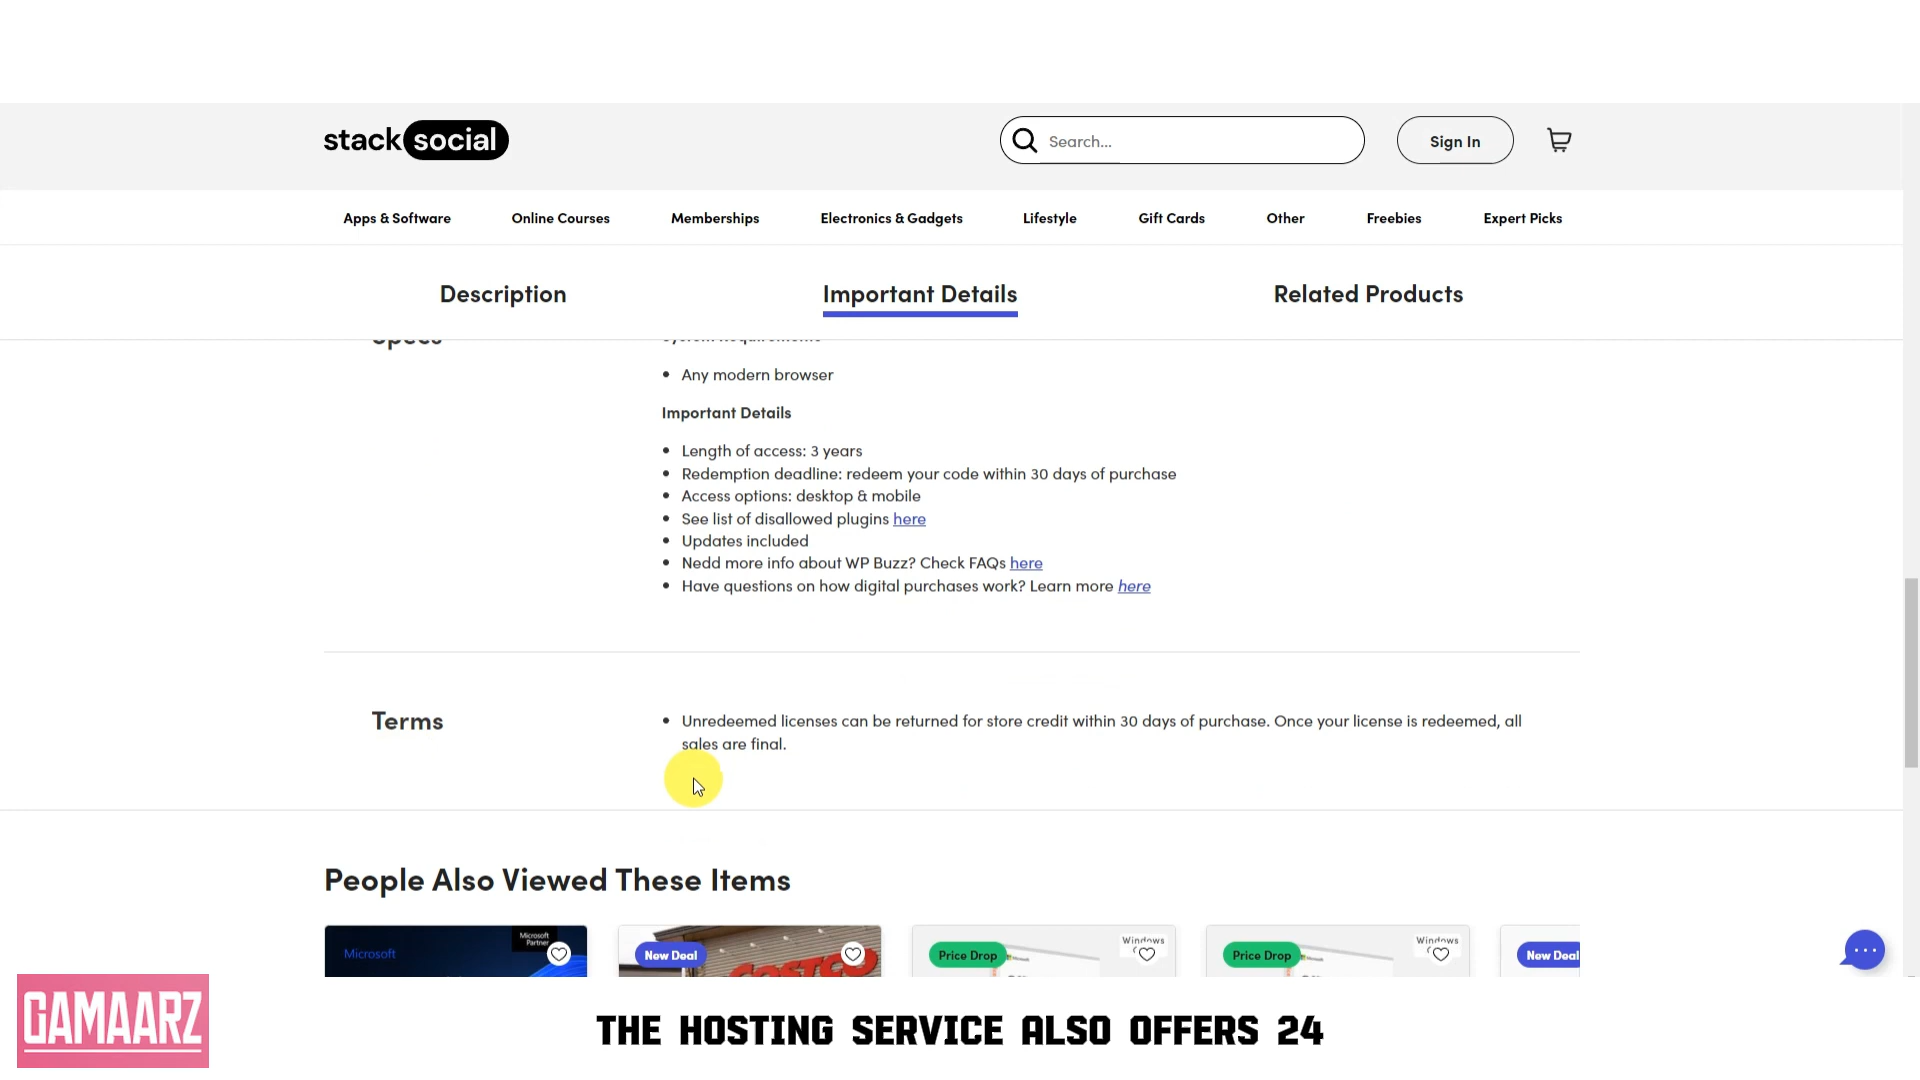 stack social
Search...
Sign In
Apps & Software
Online Courses
Memberships
Electronics & Gadgets
Lifestyle
Gift Cards
Other
Freebies
Expert Picks
Description
Important Details
Related Products
Specs
System Requirements
Any modern browser
Important Details
Length of access: 3 years
Redemption deadline: redeem your code within 30 days of purchase
Access options: desktop & mobile
See list of disallowed plugins here
Updates included
Nedd more info about WP Buzz? Check FAQs here
Have questions on how digital purchases work? Learn more here
Terms
Unredeemed licenses can be returned for store credit within 30 days of purchase. Once your license is redeemed, all
sales are final.
People Also Viewed These Items
Microsoft
Microsoft
Partner
New Deal
COSTCO
Price Drop
Windows
Price Drop
Windows
New Deal
GAMAARZ
THE HOSTING SERVICE ALSO OFFERS 24